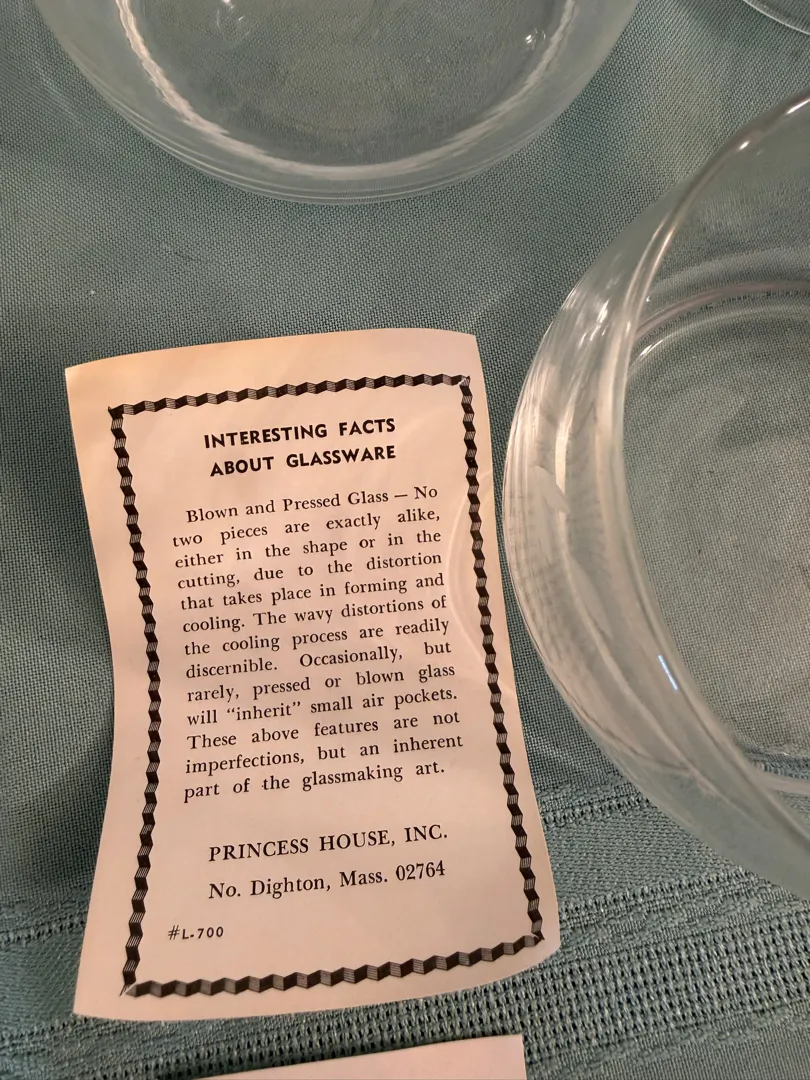 INTERESTING FACTS
ABOUT GLASSWARE
Blown and Pressed Glass — No
two pieces are exactly alike,
either in the shape or in the
cutting, due to the distortion
that takes place in forming and
cooling. The wavy distortions of
the cooling process are readily
discernible. Occasionally, but
rarely, pressed or blown glass
will “inherit” small air pockets.
These above features are not
imperfections, but an inherent
part of the glassmaking art.
PRINCESS HOUSE, INC.
No. Dighton, Mass. 02764
#L-700